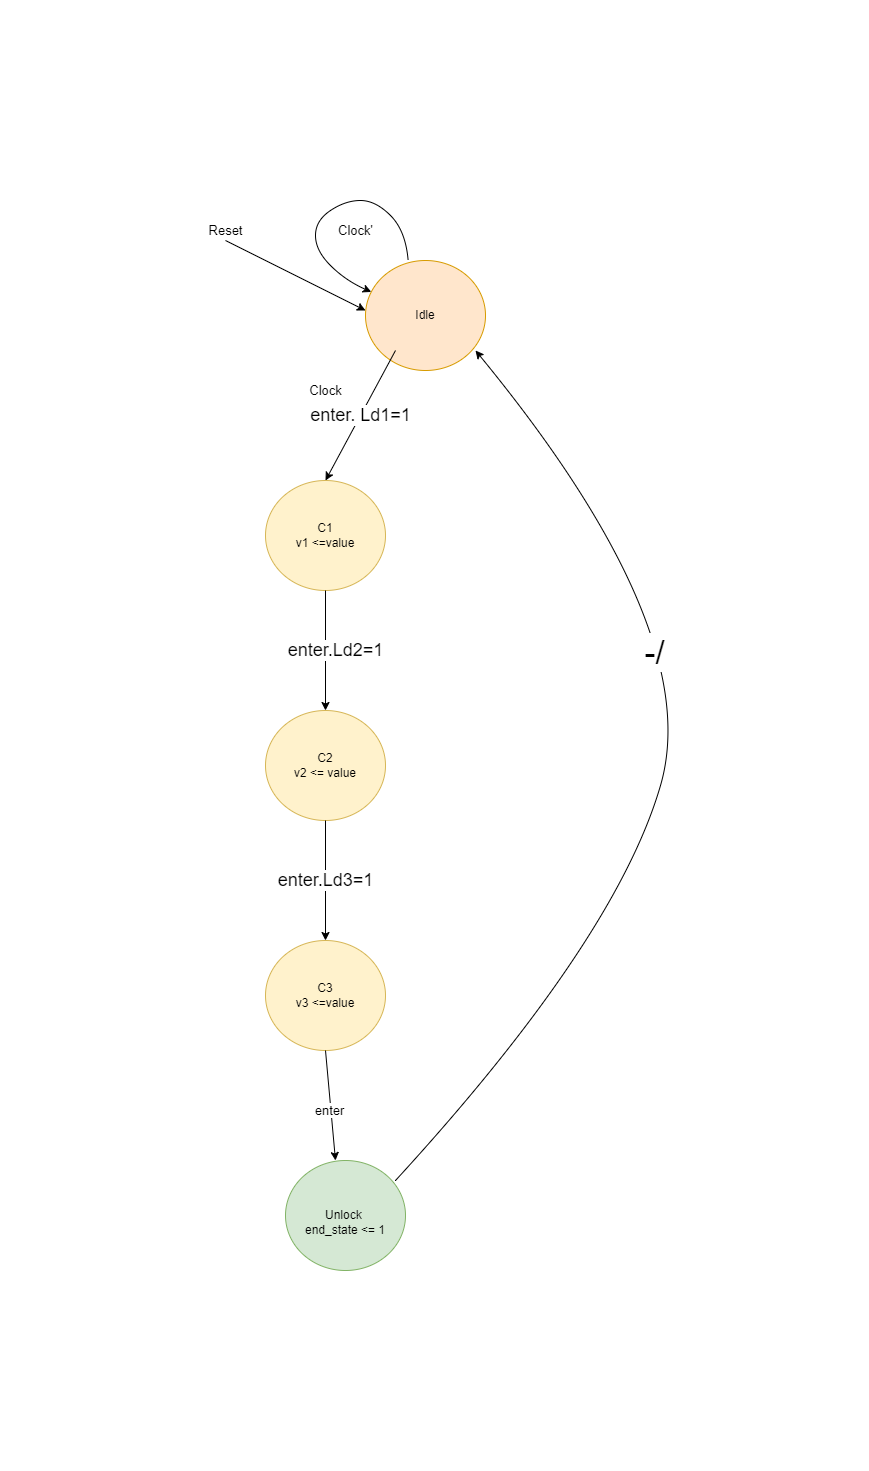 Reset
Clock'
Idle
Clock
enter. Ld1=1
C1
v1 <=value
enter.Ld2=1
-/
C2
v2 <= value
enter.Ld3=1
C3
v3 <=value
enter
Unlock
end_state <= 1